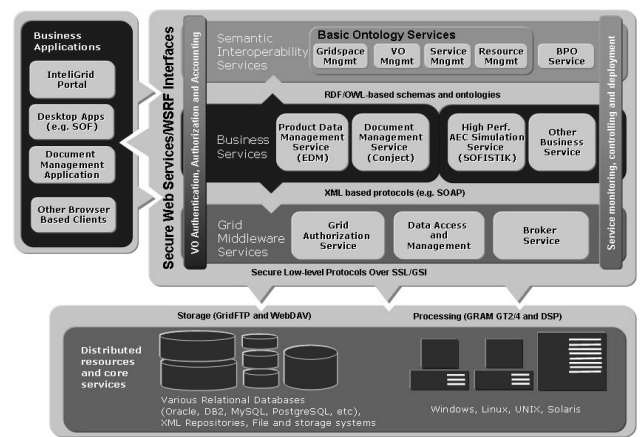 Business
Applications
InteliGrid
Portal
Desktop Apps
(e.g. SOF)
Document
Management
Application
Other Browser
Based Clients
Secure Web Services/WSRF Interfaces
VO Authentication, Authorization and Accounting
Semantic
Interoperability
Services
Basic Ontology Services
Gridspace
Mngmt
VO
Mngmt
Service
Mngmt
Resource
Mngmt
BPO
Service
RDF/OWL-based schemas and ontologies
Business
Services
Product Data
Management
Service
(EDM)
Document
Management
Service
(Conject)
High Perf.
AEC Simulation
Service
(SOFISTIK)
Other
Business
Service
XML based protocols (e.g. SOAP)
Grid
Middleware
Services
Grid
Authorization
Service
Data Access
and
Management
Broker
Service
Service monitoring, controlling and deployment
Secure Low-level Protocols Over SSL/GSI
Storage (GridFTP and WebDAV)
Processing (GRAM GT2/4 and DSP)
Distributed
resources
and core
services
Various Relational Databases
(Oracle, DB2, MySQL, PostgreSQL, etc),
XML Repositories, File and storage systems
Windows, Linux, UNIX, Solaris